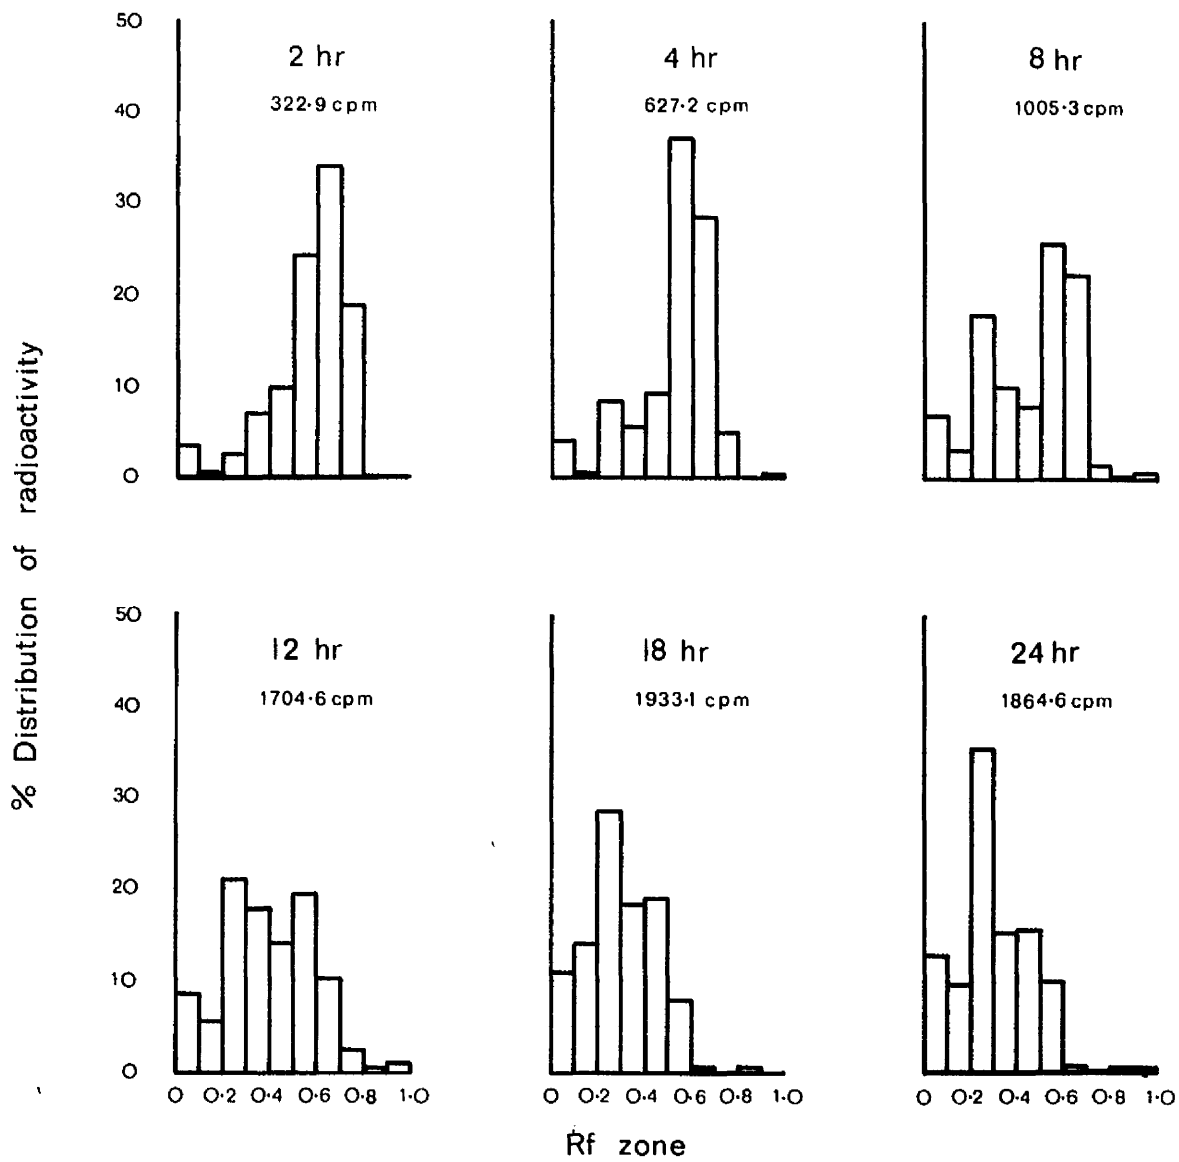 % Distribution of radioactivity
50
40
30
20
10
0
2 hr
322·9 cpm
4 hr
627·2 cpm
8 hr
1005·3 cpm
50
40
30
20
10
0
12 hr
1704·6 cpm
18 hr
1933·1 cpm
24 hr
1864·6 cpm
0 0·2 0·4 0·6 0·8 1·0
0 0·2 0·4 0·6 0·8 1·0
0 0·2 0·4 0·6 0·8 1·0
Rf zone